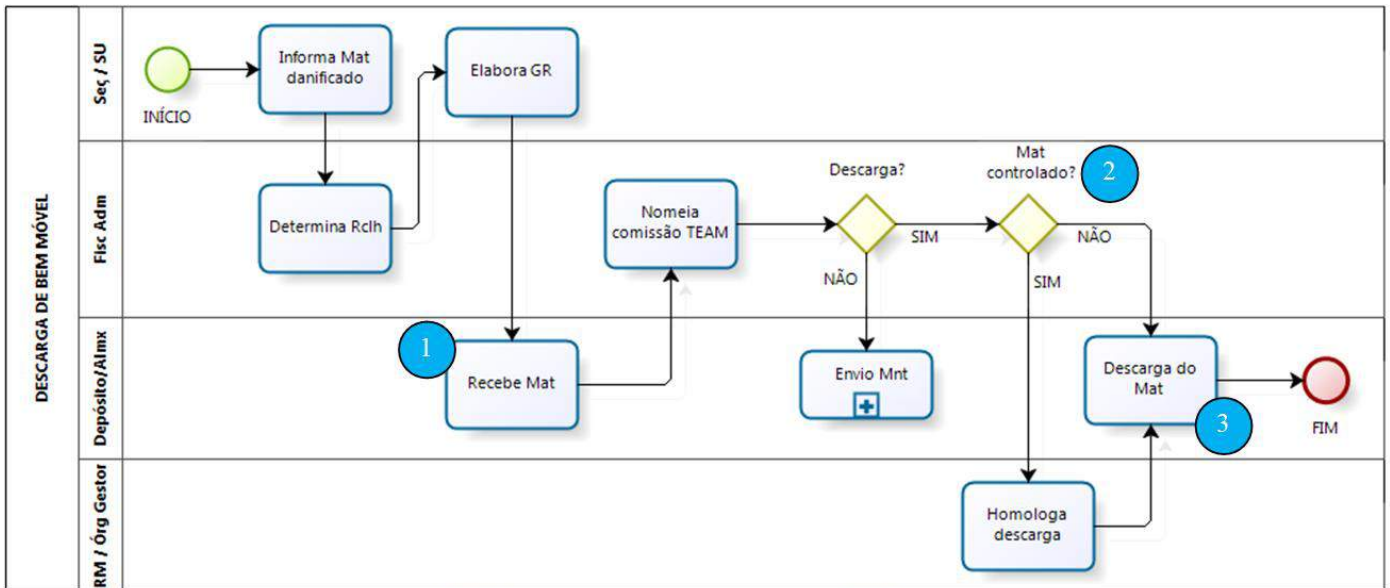 DESCARGA DE BEM MÓVEL
Seç / SU
INÍCIO
Informa Mat
danificado
Elabora GR
Fisc Adm
Determina Rclh
Nomeia
comissão TEAM
Descarga?
SIM
NÃO
Mat
controlado?
2
NÃO
SIM
Depósito/Almx
1
Recebe Mat
Envio Mnt
Descarga do
Mat
3
FIM
RM / Órg Gestor
Homologa
descarga